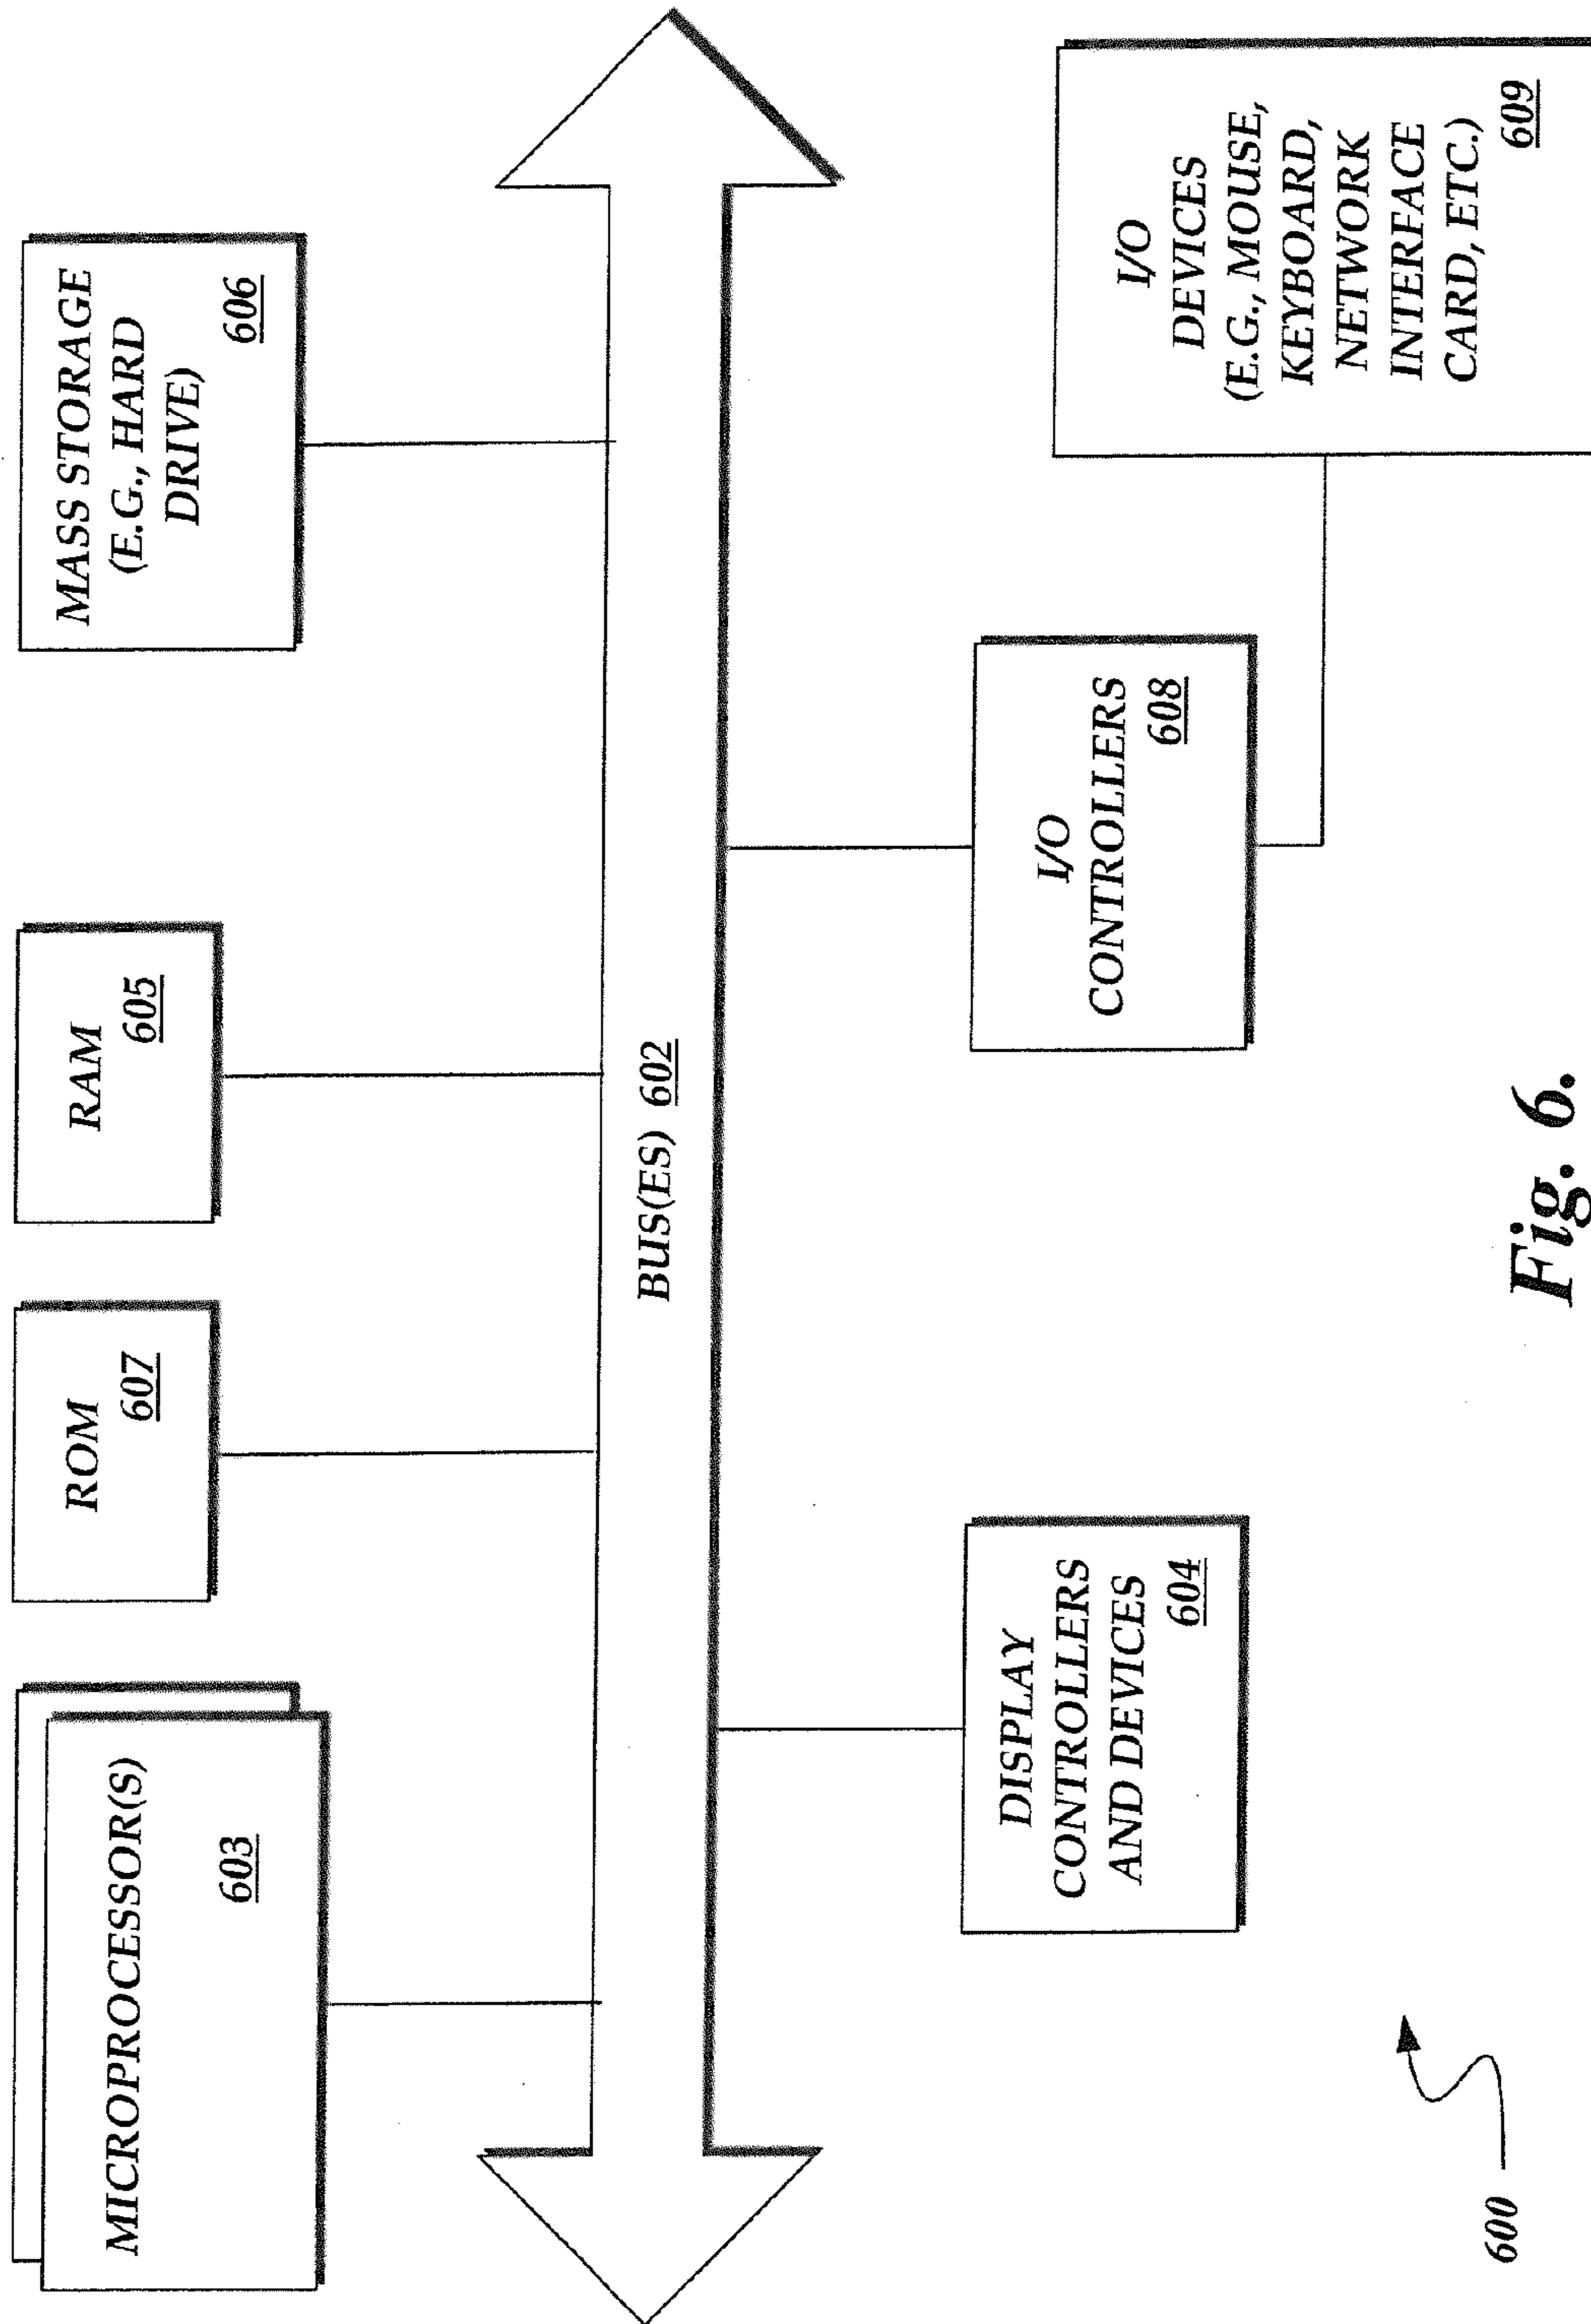 MICROPROCESSOR(S)
603
ROM
607
RAM
605
MASS STORAGE
(E.G., HARD
DRIVE)
606
BUS(ES) 602
DISPLAY
CONTROLLERS
AND DEVICES
604
I/O
CONTROLLERS
608
I/O
DEVICES
(E.G., MOUSE,
KEYBOARD,
NETWORK
INTERFACE
CARD, ETC.)
609
600
Fig. 6.